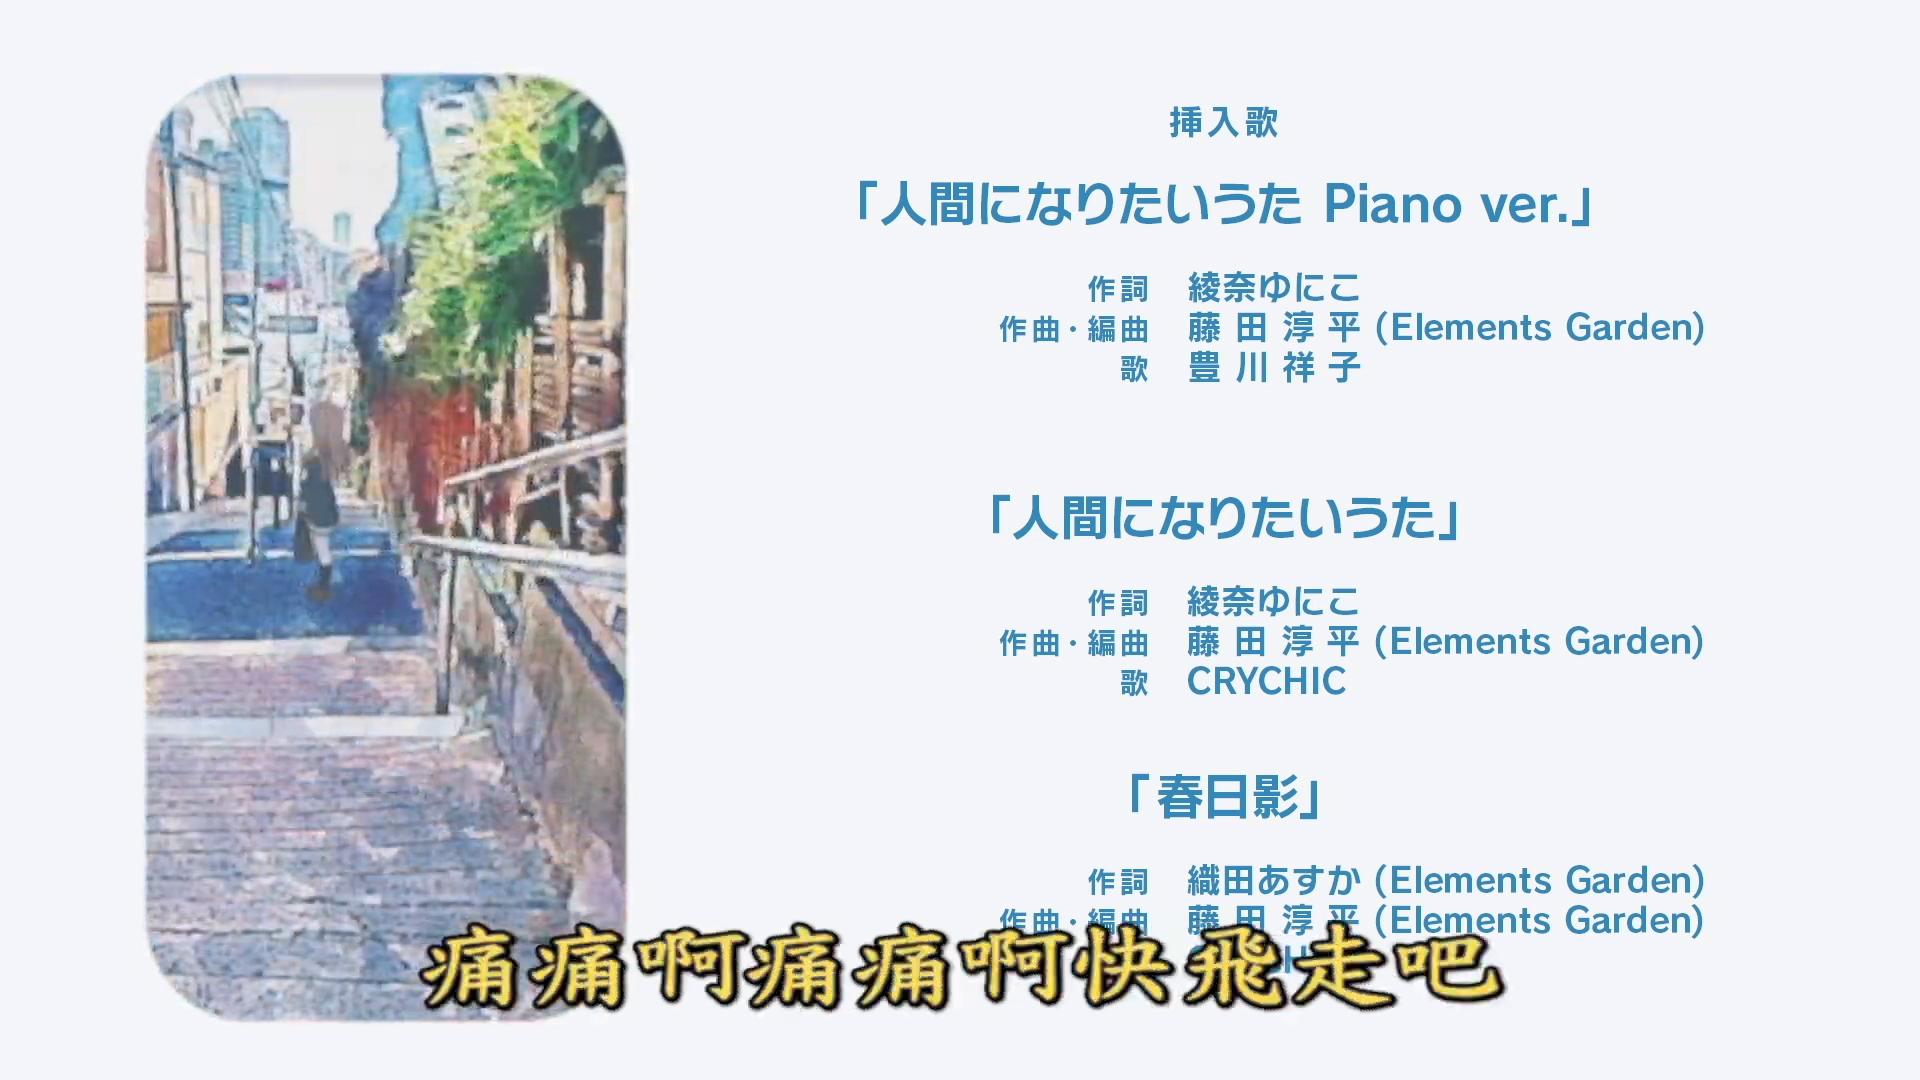 挿入歌
「人間になりたいうた Piano ver.」
作詞 綾奈ゆにこ
作曲・編曲 藤田淳平 (Elements Garden)
歌 豊川祥子
「人間になりたいうた」
作詞 綾奈ゆにこ
作曲・編曲 藤田淳平 (Elements Garden)
歌 CRYCHIC
「春日影」
作詞 織田あすか (Elements Garden)
作曲・編曲 藤田淳平 (Elements Garden)
痛痛啊痛痛啊快飛走吧